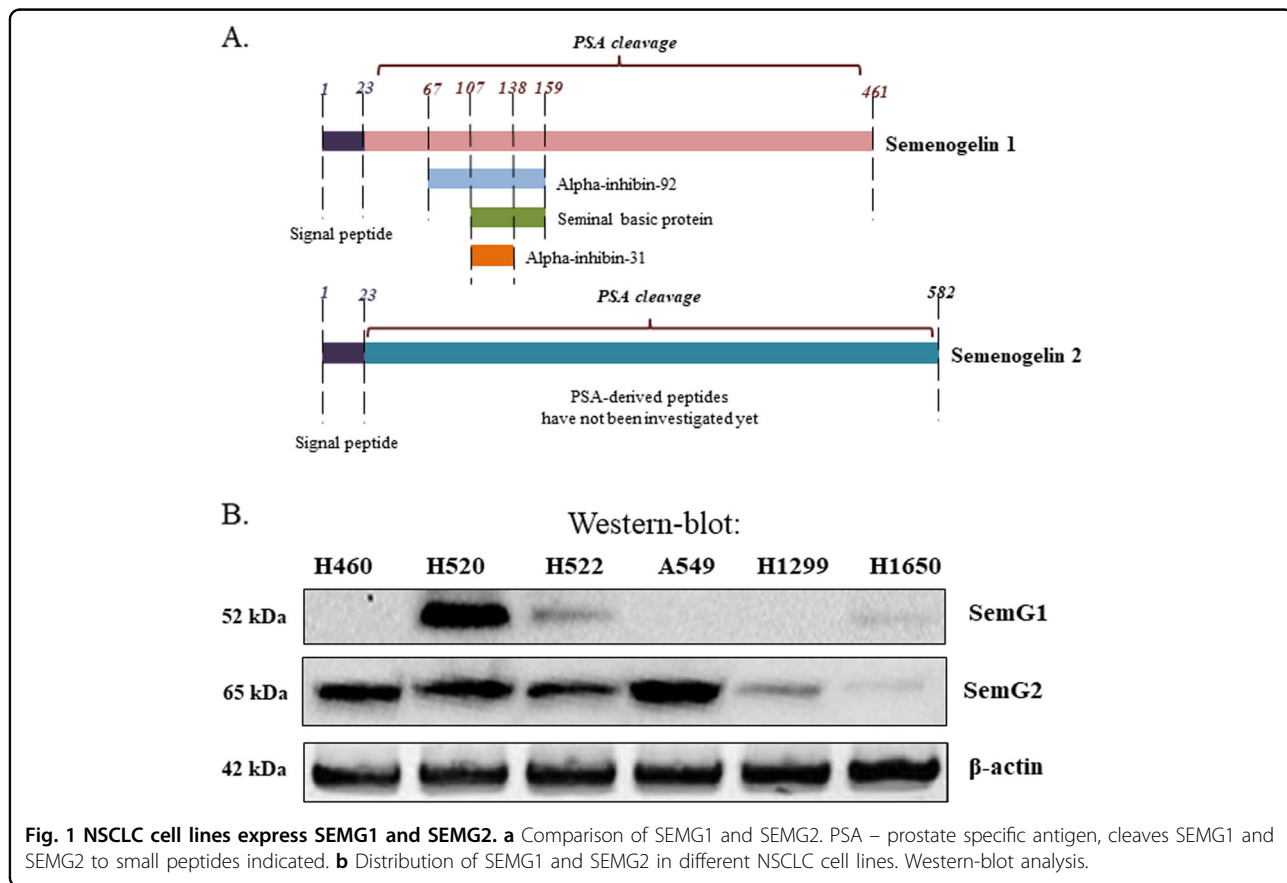 A.
PSA cleavage
1 23 67 107 138 159 461
Semenogelin 1
Alpha-inhibin-92
Seminal basic protein
Signal peptide
Alpha-inhibin-31
1 23 PSA cleavage 582
Semenogelin 2
PSA-derived peptides
have not been investigated yet
Signal peptide
B.
Western-blot:
H460 H520 H522 A549 H1299 H1650
52 kDa SemG1
65 kDa SemG2
42 kDa β-actin
Fig. 1 NSCLC cell lines express SEMG1 and SEMG2. a Comparison of SEMG1 and SEMG2. PSA – prostate specific antigen, cleaves SEMG1 and
SEMG2 to small peptides indicated. b Distribution of SEMG1 and SEMG2 in different NSCLC cell lines. Western-blot analysis.